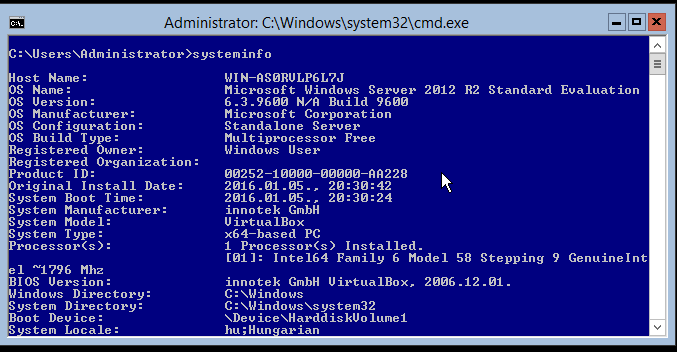 Administrator: C:\Windows\system32\cmd.exe
C:\Users\Administrator>systeminfo
Host Name: WIN-AS0RVLP6L7J
OS Name: Microsoft Windows Server 2012 R2 Standard Evaluation
OS Version: 6.3.9600 N/A Build 9600
OS Manufacturer: Microsoft Corporation
OS Configuration: Standalone Server
OS Build Type: Multiprocessor Free
Registered Owner: Windows User
Registered Organization:
Product ID: 00252-10000-00000-AA228
Original Install Date: 2016.01.05., 20:30:42
System Boot Time: 2016.01.05., 20:30:24
System Manufacturer: innotek GmbH
System Model: VirtualBox
System Type: x64-based PC
Processor(s): 1 Processor(s) Installed.
[01]: Intel64 Family 6 Model 58 Stepping 9 GenuineInt
el ~1796 Mhz
BIOS Version: innotek GmbH VirtualBox, 2006.12.01.
Windows Directory: C:\Windows
System Directory: C:\Windows\system32
Boot Device: \Device\HarddiskVolume1
System Locale: hu;Hungarian